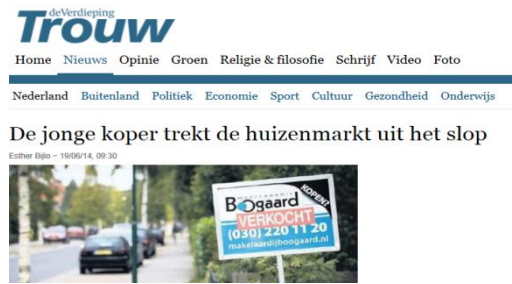 deVerdieping
Trouw
Home Nieuws Opinie Groen Religie & filosofie Schrijf Video Foto
Nederland Buitenland Politiek Economie Sport Cultuur Gezondheid Onderwijs
De jonge koper trekt de huizenmarkt uit het slop
Esther Bijlo – 19/06/14, 09:30
Boogaard
KOPEN?
VERKOCHT
(030) 220 11 20
makelaardijboogaard.nl